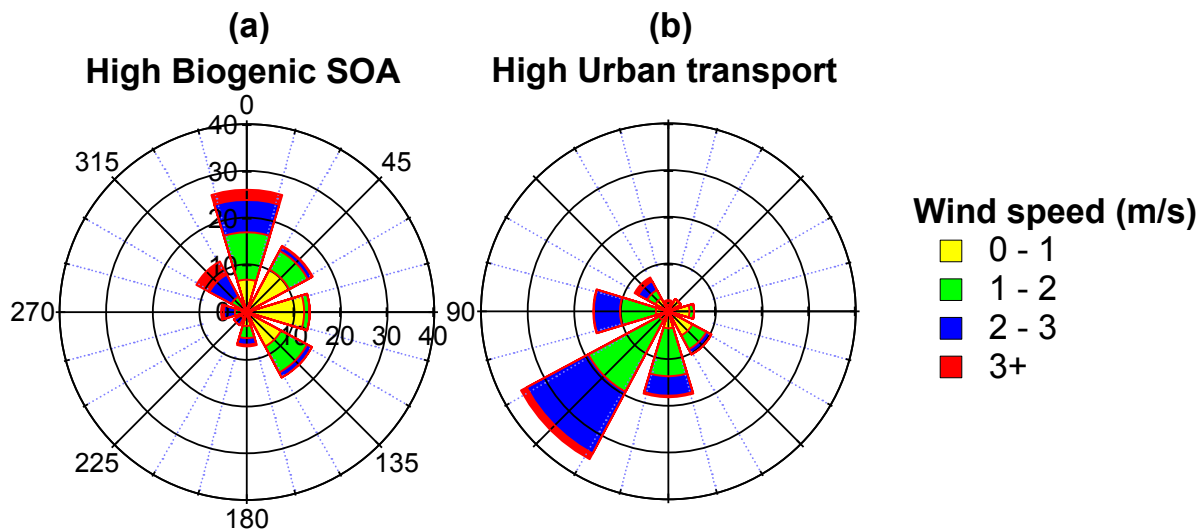 (a)
High Biogenic SOA
(b)
High Urban transport
0
45
90
135
180
225
270
315
40
30
20
10
0
10 20 30 40
Wind speed (m/s)
0 - 1
1 - 2
2 - 3
3+